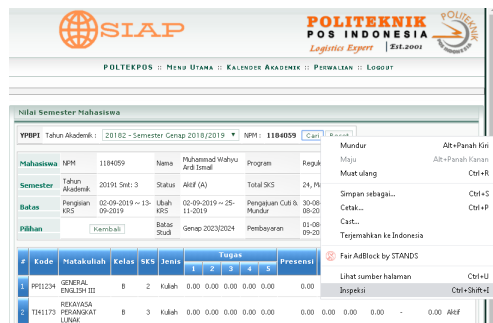 SIAP
POLITEKNIK
POS INDONESIA
Logistics Expert | Est.2001
POLTEKPOS :: Menu Utama :: Kalender Akademik :: Perwalian :: Logout
Nilai Semester Mahasiswa
YPBPI Tahun Akademik : 20182 - Semester Genap 2018/2019 NPM : 1184059 Cari Reset
Mahasiswa NPM 1184059 Nama Muhammad Wahyu Ardi Ismail Program
Semester Tahun Akademik 20191 Smt: 3 Status Aktif (A) Total SKS 24,
Batas Pengisian KRS 02-09-2019 ~ 13-09-2019 Ubah KRS 02-09-2019 ~ 25-11-2019 Pengajuan Cuti & Mundur
Pilihan Kembali Batas Studi Genap 2023/2024 Pembayaran
# Kode Matakuliah Kelas SKS Jenis Tugas Presensi
1 2 3 4 5
1 PPI1234 GENERAL ENGLISH III B 2 Kuliah 0.00 0.00 0.00 0.00 0.00 0.00
2 TI41173 REKAYASA PERANGKAT LUNAK B 3 Kuliah 0.00 0.00 0.00 0.00 0.00 0.00 0.00 0.00 0.00 - 0.00 Aktif
Mundur Alt+Panah Kiri
Maju Alt+Panah Kanan
Muat ulang Ctrl+R
Simpan sebagai... Ctrl+S
Cetak... Ctrl+P
Cast...
Terjemahkan ke Indonesia
Fair AdBlock by STANDS
Lihat sumber halaman Ctrl+U
Inspeksi Ctrl+Shift+I